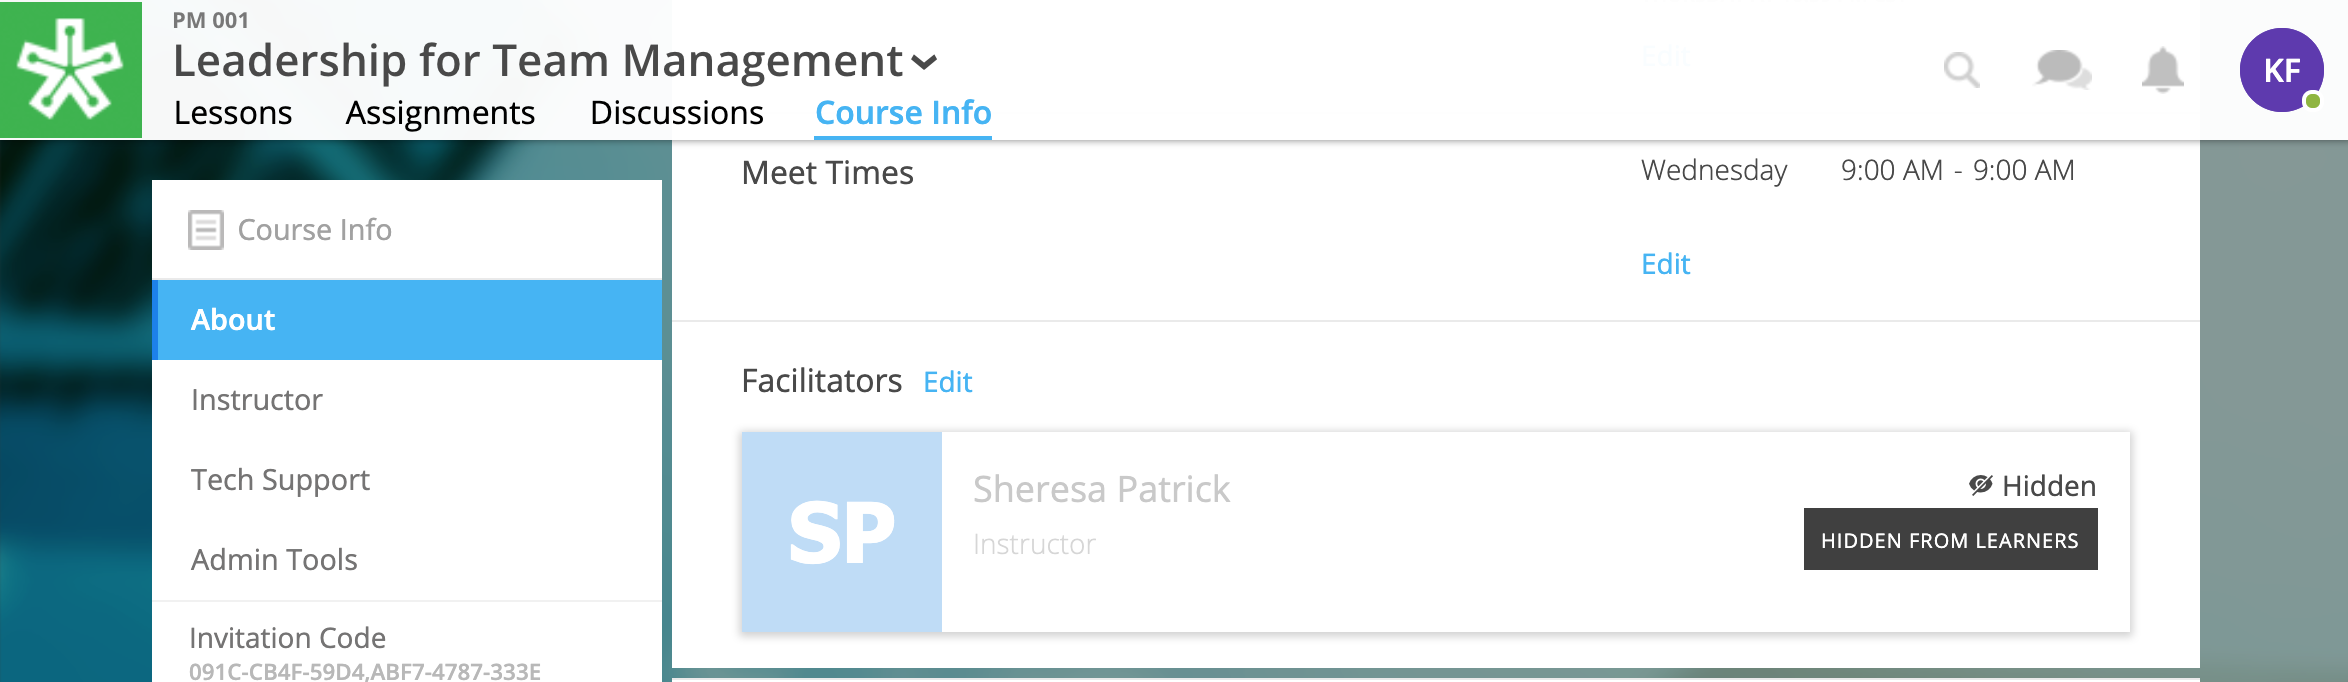 PM 001
Leadership for Team Management
Lessons Assignments Discussions Course Info
Edit
KF
Course Info
About
Instructor
Tech Support
Admin Tools
Invitation Code
091C-CB4F-59D4,ABF7-4787-333E
Meet Times
Wednesday 9:00 AM - 9:00 AM
Edit
Facilitators Edit
SP
Sheresa Patrick
Instructor
Hidden
HIDDEN FROM LEARNERS